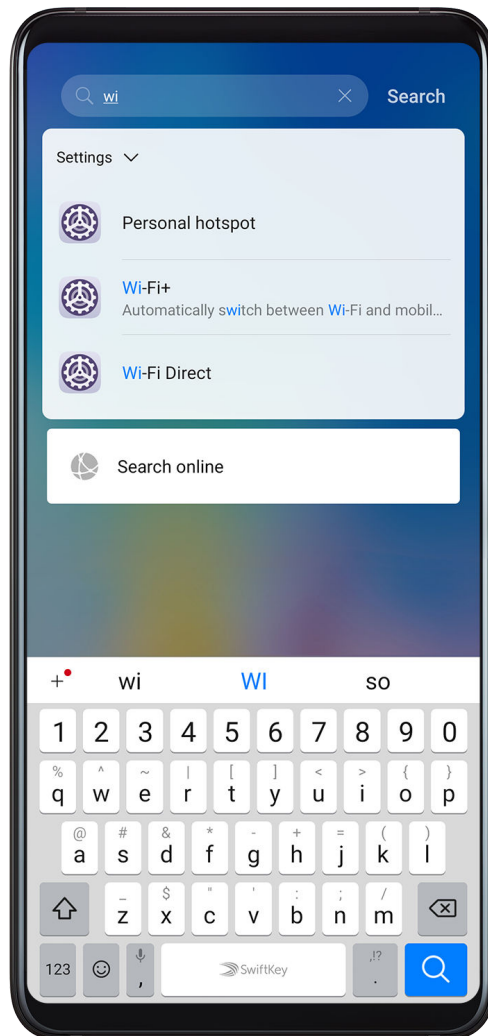 wi
Search
Settings
Personal hotspot
Wi-Fi+
Automatically switch between Wi-Fi and mobil...
Wi-Fi Direct
Search online
+ wi WI so
1 2 3 4 5 6 7 8 9 0
% ^ ~ | [ ] < > { }
q w e r t y u i o p
@ # & * - + = ( )
a s d f g h j k l
_ $ " ' : ; /
z x c v b n m
,!?
123 , SwiftKey .